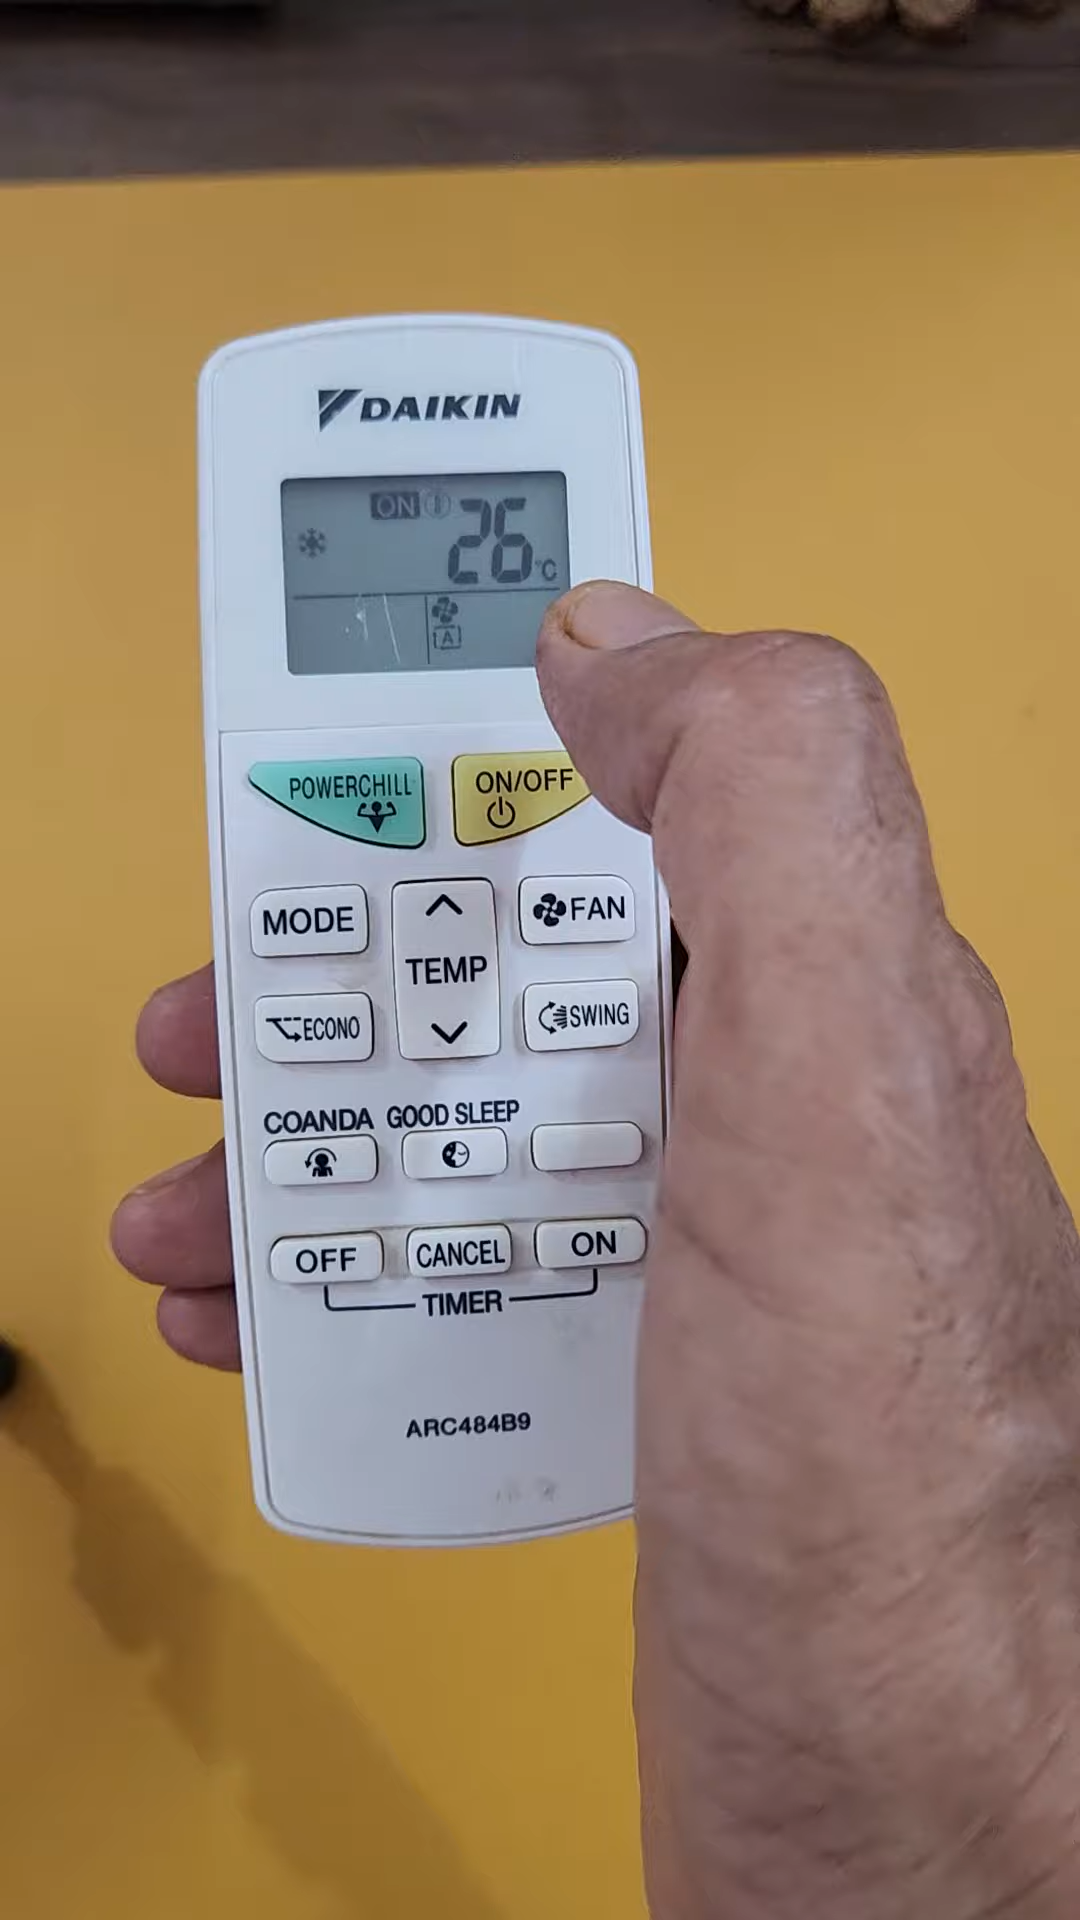 DAIKIN
ON 26 °C
A
POWERCHILL ON/OFF
MODE TEMP FAN
ECONO SWING
COANDA GOOD SLEEP
OFF CANCEL ON
TIMER
ARC484B9